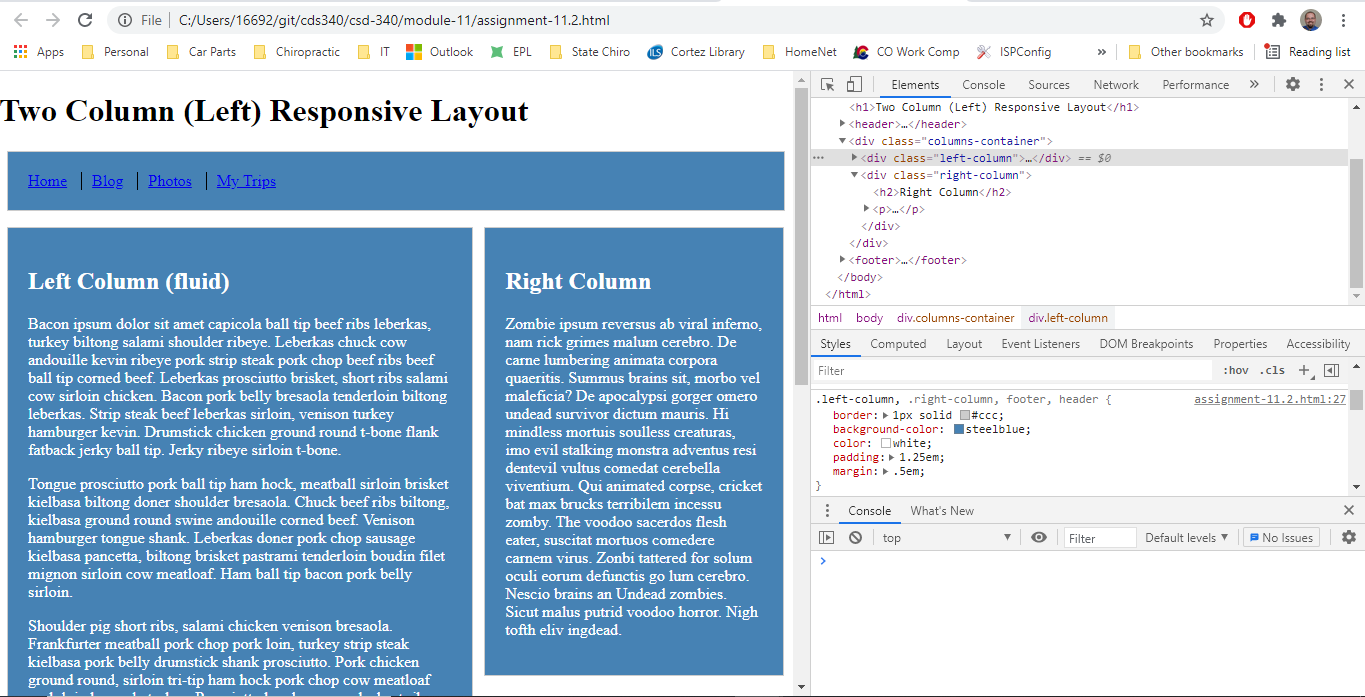 File | C:/Users/16692/git/cds340/csd-340/module-11/assignment-11.2.html
Apps Personal Car Parts Chiropractic IT Outlook EPL State Chiro Cortez Library HomeNet CO Work Comp ISPConfig » Other bookmarks Reading list
Two Column (Left) Responsive Layout
Home Blog Photos My Trips
Left Column (fluid)
Bacon ipsum dolor sit amet capicola ball tip beef ribs leberkas,
turkey biltong salami shoulder ribeye. Leberkas chuck cow
andouille kevin ribeye pork strip steak pork chop beef ribs beef
ball tip corned beef. Leberkas prosciutto brisket, short ribs salami
cow sirloin chicken. Bacon pork belly bresaola tenderloin biltong
leberkas. Strip steak beef leberkas sirloin, venison turkey
hamburger kevin. Drumstick chicken ground round t-bone flank
fatback jerky ball tip. Jerky ribeye sirloin t-bone.
Tongue prosciutto pork ball tip ham hock, meatball sirloin brisket
kielbasa biltong doner shoulder bresaola. Chuck beef ribs biltong,
kielbasa ground round swine andouille corned beef. Venison
hamburger tongue shank. Leberkas doner pork chop sausage
kielbasa pancetta, biltong brisket pastrami tenderloin boudin filet
mignon sirloin cow meatloaf. Ham ball tip bacon pork belly
sirloin.
Shoulder pig short ribs, salami chicken venison bresaola.
Frankfurter meatball pork chop pork loin, turkey strip steak
kielbasa pork belly drumstick shank prosciutto. Pork chicken
ground round, sirloin tri-tip ham hock pork chop cow meatloaf
Right Column
Zombie ipsum reversus ab viral inferno,
nam rick grimes malum cerebro. De
carne lumbering animata corpora
quaeritis. Summus brains sit, morbo vel
maleficia? De apocalypsi gorger omero
undead survivor dictum mauris. Hi
mindless mortuis soulless creaturas,
imo evil stalking monstra adventus resi
dentevil vultus comedat cerebella
viventium. Qui animated corpse, cricket
bat max brucks terribilem incessu
zomby. The voodoo sacerdos flesh
eater, suscitat mortuos comedere
carnem virus. Zonbi tattered for solum
oculi eorum defunctis go lum cerebro.
Nescio brains an Undead zombies.
Sicut malus putrid voodoo horror. Nigh
tofth eliv ingdead.
Elements Console Sources Network Performance »
<h1>Two Column (Left) Responsive Layout</h1>
<header>…</header>
<div class="columns-container">
<div class="left-column">…</div> == $0
<div class="right-column">
<h2>Right Column</h2>
<p>…</p>
</div>
</div>
<footer>…</footer>
</body>
</html>
html body div.columns-container div.left-column
Styles Computed Layout Event Listeners DOM Breakpoints Properties Accessibility
Filter :hov .cls +
.left-column, .right-column, footer, header { assignment-11.2.html:27
border: 1px solid #ccc;
background-color: steelblue;
color: white;
padding: 1.25em;
margin: .5em;
}
Console What's New
top Filter Default levels No Issues